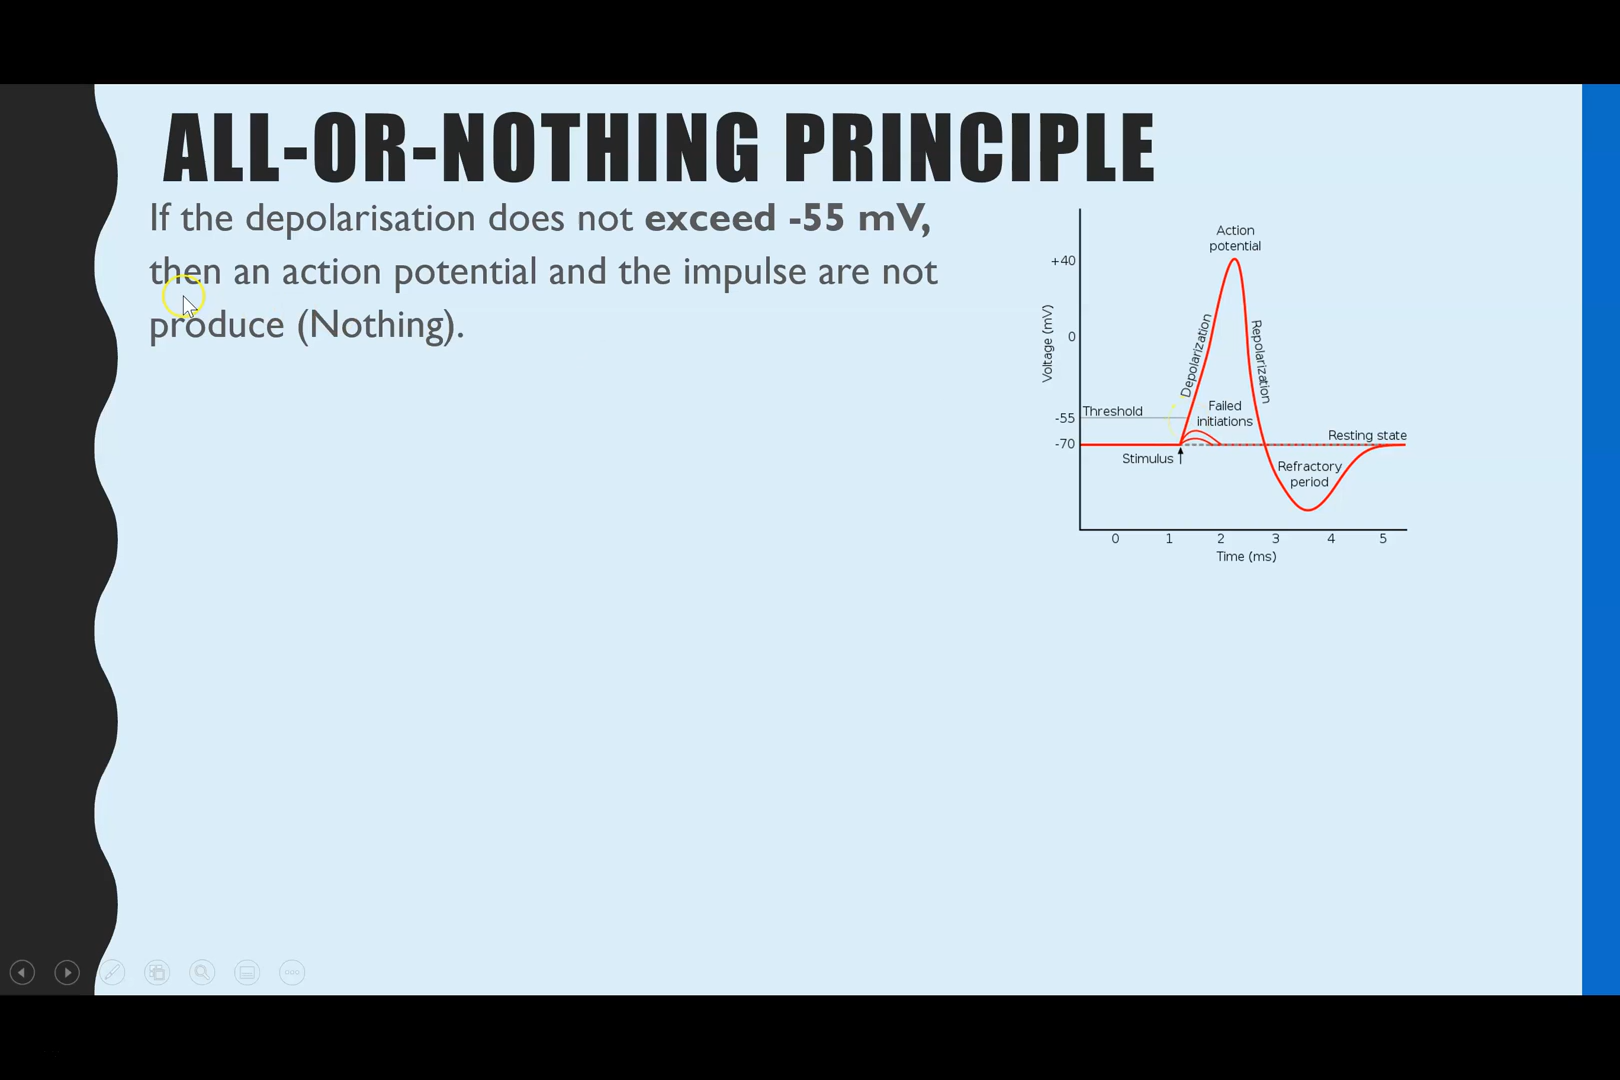 ALL-OR-NOTHING PRINCIPLE
If the depolarisation does not exceed -55 mV,
then an action potential and the impulse are not
produce (Nothing).
Action
potential
+40
Voltage (mV)
0
Depolarization
Repolarization
Failed
initiations
Threshold
-55
-70
Resting state
Stimulus
Refractory
period
0 1 2 3 4 5
Time (ms)